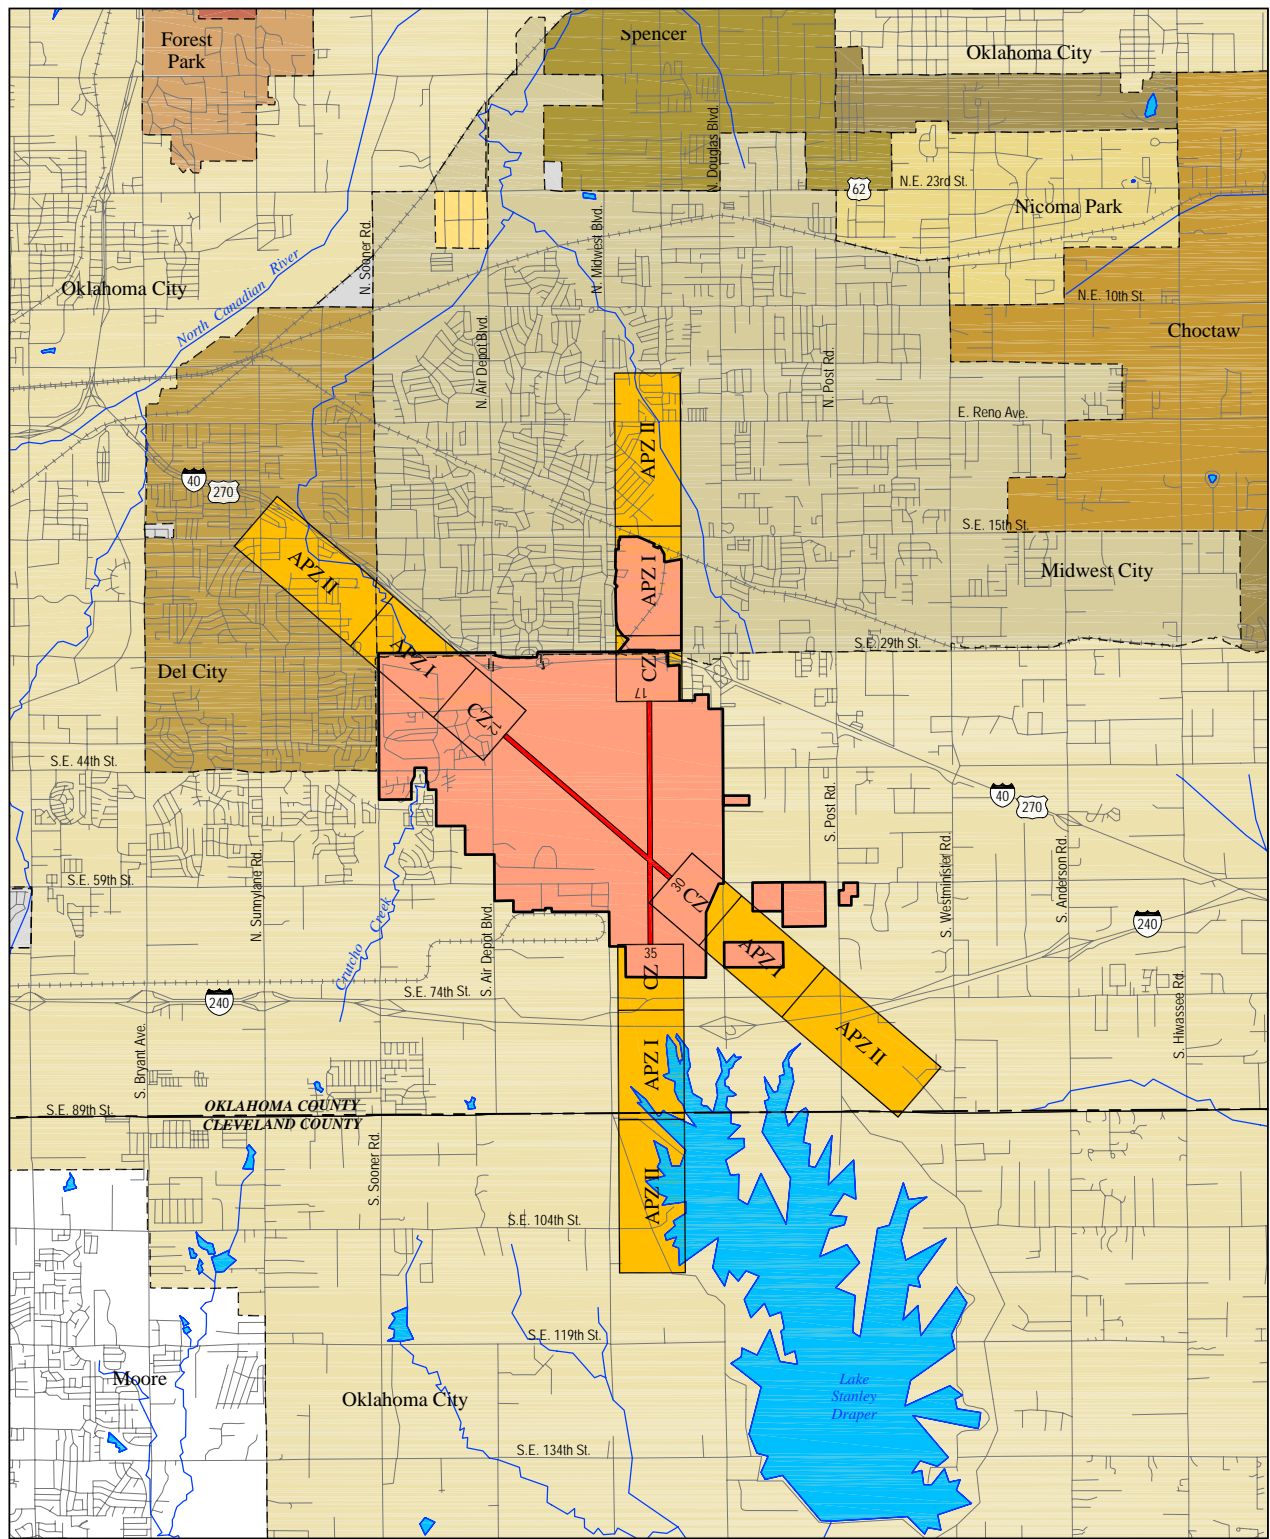 Forest
Park
Spencer
Oklahoma City
N. Douglas Blvd.
N.E. 23rd St.
62
Nicoma Park
N. Sooner Rd.
N. Midwest Blvd.
North Canadian River
Oklahoma City
N.E. 10th St.
Choctaw
N. Air Depot Blvd.
N. Post Rd.
E. Reno Ave.
APZ II
40
270
S.E. 15th St.
APZ II
APZ I
Midwest City
S.E. 29th St.
APZ I
CZ
17
Del City
CZ
12
S.E. 44th St.
40
270
S. Post Rd.
S. Westminister Rd.
S. Anderson Rd.
S.E. 59th St.
N. Sunnylane Rd.
30
CZ
Crutcho Creek
S. Air Depot Blvd.
240
35
CZ
APZ I
S.E. 74th St.
240
S. Hiwassee Rd.
S. Bryant Ave.
APZ I
APZ II
S.E. 89th St.
OKLAHOMA COUNTY
CLEVELAND COUNTY
S. Sooner Rd.
APZ II
S.E. 104th St.
S.E. 119th St.
Moore
Oklahoma City
Lake
Stanley
Draper
S.E. 134th St.